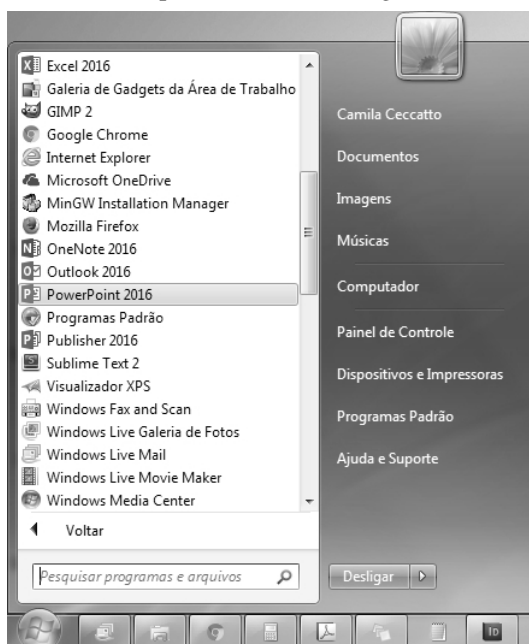 Excel 2016
Galeria de Gadgets da Área de Trabalho
GIMP 2
Google Chrome
Internet Explorer
Microsoft OneDrive
MinGW Installation Manager
Mozilla Firefox
OneNote 2016
Outlook 2016
PowerPoint 2016
Programas Padrão
Publisher 2016
Sublime Text 2
Visualizador XPS
Windows Fax and Scan
Windows Live Galeria de Fotos
Windows Live Mail
Windows Live Movie Maker
Windows Media Center
Voltar
Pesquisar programas e arquivos
Camila Ceccatto
Documentos
Imagens
Músicas
Computador
Painel de Controle
Dispositivos e Impressoras
Programas Padrão
Ajuda e Suporte
Desligar
ID